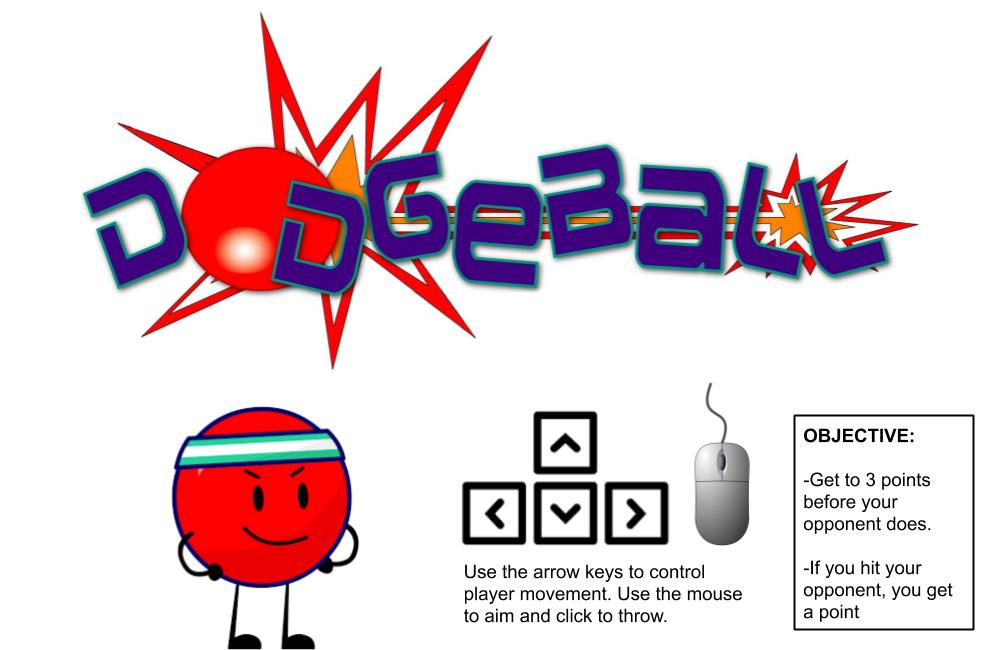 DODGeBaLL
Use the arrow keys to control
player movement. Use the mouse
to aim and click to throw.
OBJECTIVE:
-Get to 3 points
before your
opponent does.
-If you hit your
opponent, you get
a point